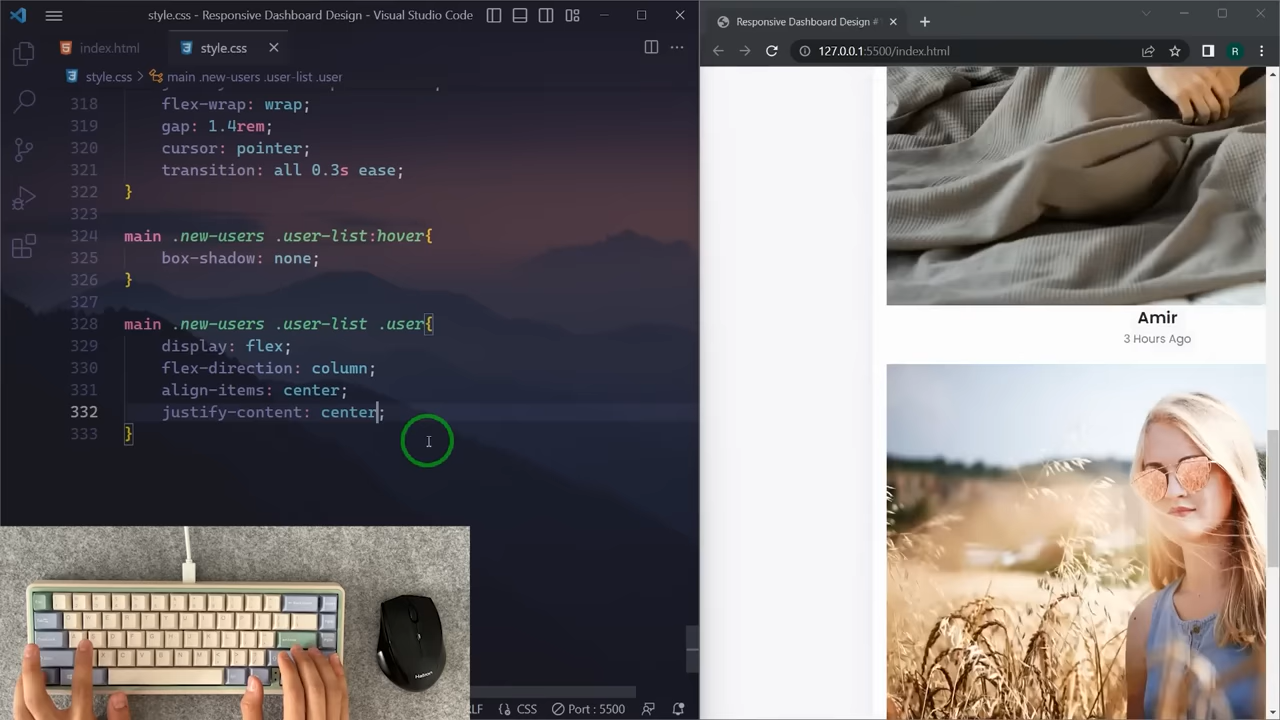 style.css - Responsive Dashboard Design - Visual Studio Code
index.html
style.css
style.css > main .new-users .user-list .user
318 flex-wrap: wrap;
319 gap: 1.4rem;
320 cursor: pointer;
321 transition: all 0.3s ease;
322 }
323
324 main .new-users .user-list:hover{
325 box-shadow: none;
326 }
327
328 main .new-users .user-list .user{
329 display: flex;
330 flex-direction: column;
331 align-items: center;
332 justify-content: center;
333 }
CSS
Port : 5500
Responsive Dashboard Design #
127.0.0.1:5500/index.html
R
Amir
3 Hours Ago